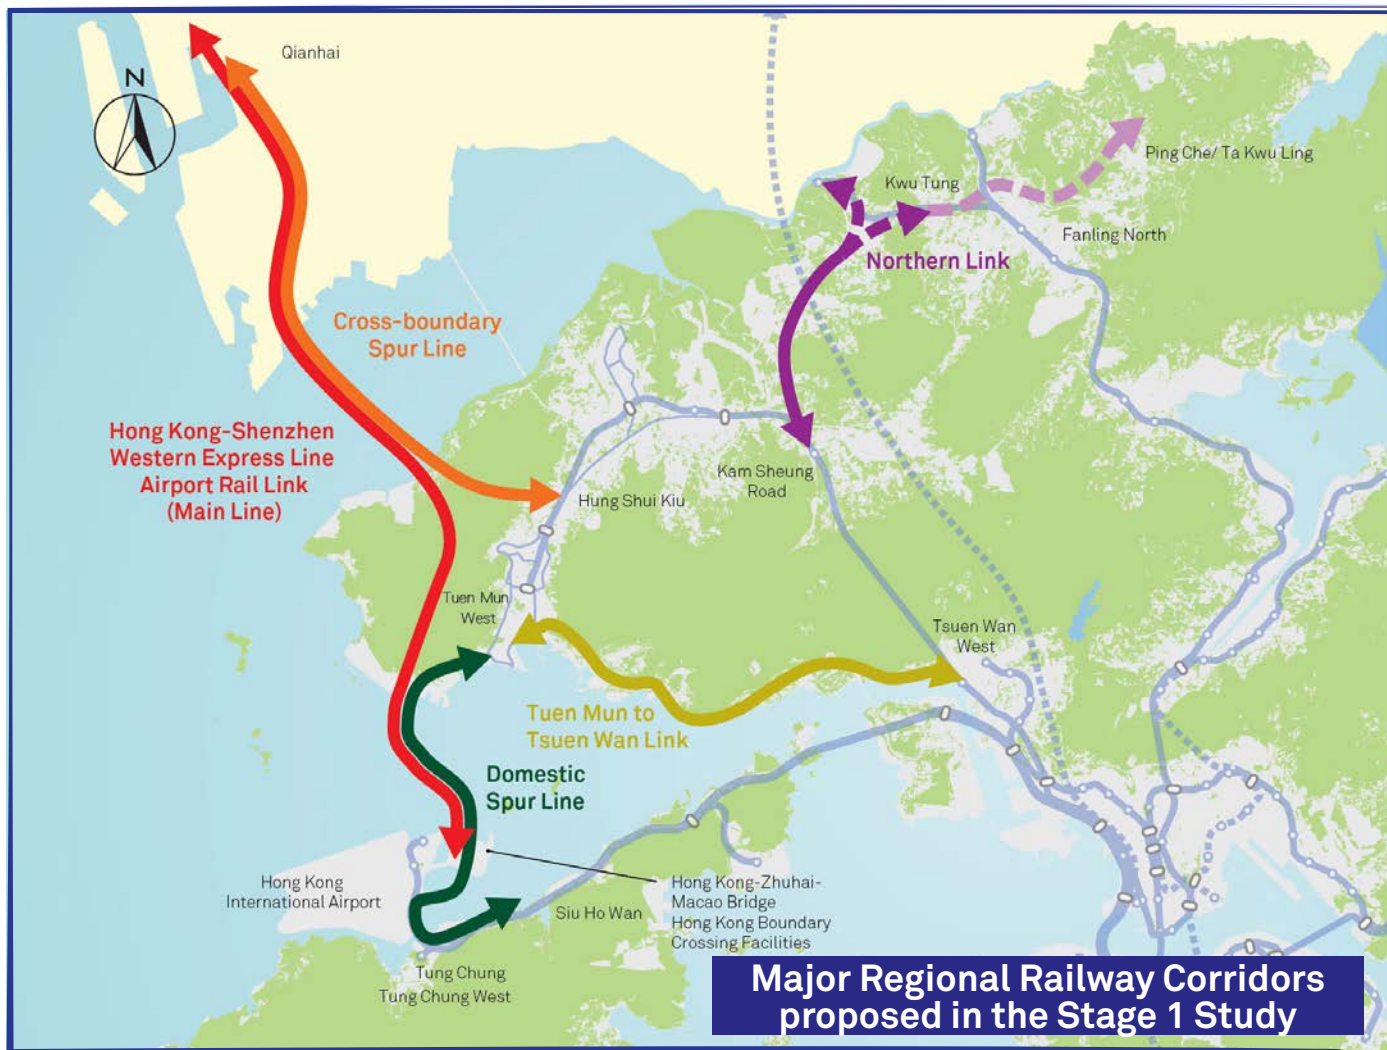 Qianhai
N
Ping Che/ Ta Kwu Ling
Kwu Tung
Fanling North
Northern Link
Cross-boundary
Spur Line
Hong Kong-Shenzhen
Western Express Line
Airport Rail Link
(Main Line)
Kam Sheung
Road
Hung Shui Kiu
Tuen Mun
West
Tsuen Wan
West
Tuen Mun to
Tsuen Wan Link
Domestic
Spur Line
Hong Kong
International Airport
Hong Kong-Zhuhai-
Macao Bridge
Hong Kong Boundary
Crossing Facilities
Siu Ho Wan
Tung Chung
Tung Chung West
Major Regional Railway Corridors
proposed in the Stage 1 Study